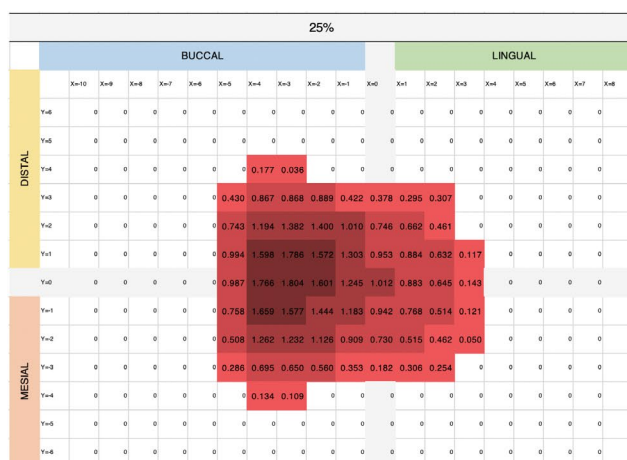 25%
BUCCAL LINGUAL
X=-10 X=-9 X=-8 X=-7 X=-6 X=-5 X=-4 X=-3 X=-2 X=-1 X=0 X=1 X=2 X=3 X=4 X=5 X=6 X=7 X=8
DISTAL
Y=6 0 0 0 0 0 0 0 0 0 0 0 0 0 0 0 0 0 0
Y=5 0 0 0 0 0 0 0 0 0 0 0 0 0 0 0 0 0 0
Y=4 0 0 0 0 0 0 0.177 0.036 0 0 0 0 0 0 0 0 0 0
Y=3 0 0 0 0 0 0.430 0.867 0.868 0.889 0.422 0.378 0.295 0.307 0 0 0 0 0
Y=2 0 0 0 0 0 0.743 1.194 1.382 1.400 1.010 0.746 0.662 0.461 0 0 0 0 0
Y=1 0 0 0 0 0 0.994 1.598 1.786 1.572 1.303 0.953 0.884 0.632 0.117 0 0 0 0
Y=0 0 0 0 0 0 0.987 1.766 1.804 1.601 1.245 1.012 0.883 0.645 0.143 0 0 0 0
MESIAL
Y=-1 0 0 0 0 0 0.758 1.659 1.577 1.444 1.183 0.942 0.768 0.514 0.121 0 0 0 0
Y=-2 0 0 0 0 0 0.508 1.262 1.232 1.126 0.909 0.730 0.515 0.462 0.050 0 0 0 0
Y=-3 0 0 0 0 0 0.286 0.695 0.650 0.560 0.353 0.182 0.306 0.254 0 0 0 0 0
Y=-4 0 0 0 0 0 0 0.134 0.109 0 0 0 0 0 0 0 0 0 0
Y=-5 0 0 0 0 0 0 0 0 0 0 0 0 0 0 0 0 0 0
Y=-6 0 0 0 0 0 0 0 0 0 0 0 0 0 0 0 0 0 0